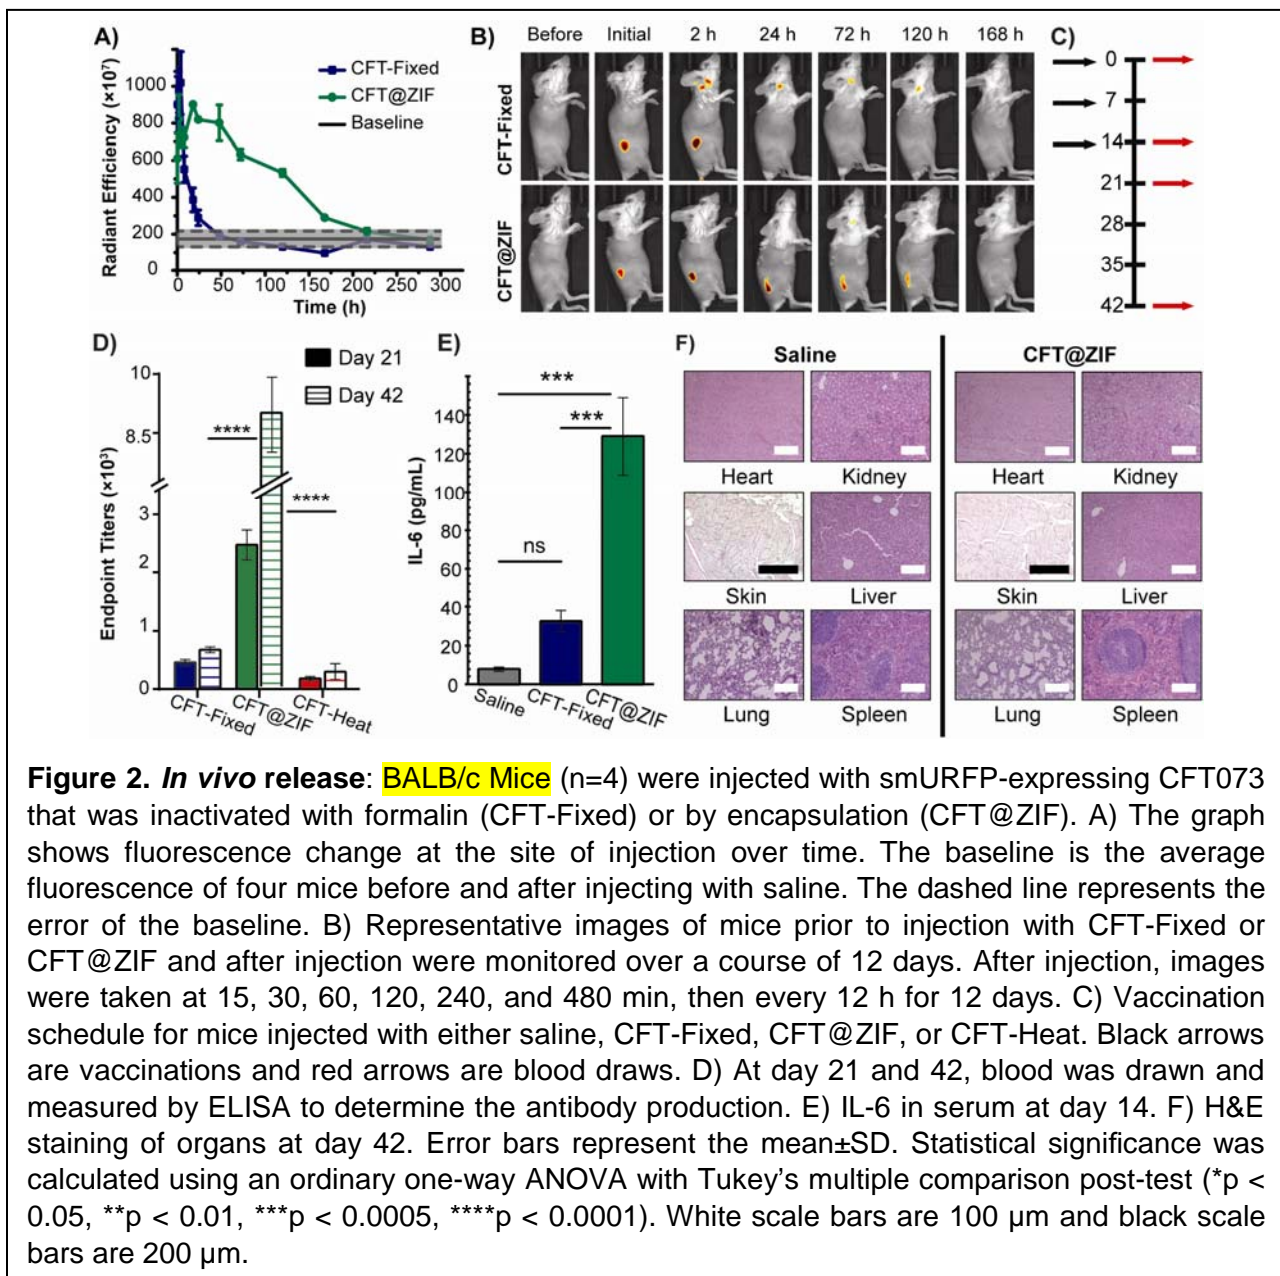 A)
Radiant Efficiency (×10⁷)
1000
800
600
400
200
0
CFT-Fixed
CFT@ZIF
Baseline
0 50 100 150 200 250 300
Time (h)
B)
Before Initial 2 h 24 h 72 h 120 h 168 h
CFT-Fixed
CFT@ZIF
C)
0
7
14
21
28
35
42
D)
Endpoint Titers (×10³)
10
8.5
3
2
1
0
Day 21
Day 42
****
****
CFT-Fixed CFT@ZIF CFT-Heat
E)
IL-6 (pg/mL)
140
120
100
80
60
40
20
0
***
***
ns
Saline CFT-Fixed CFT@ZIF
F)
Saline CFT@ZIF
Heart Kidney Heart Kidney
Skin Liver Skin Liver
Lung Spleen Lung Spleen
Figure 2. In vivo release: BALB/c Mice (n=4) were injected with smURFP-expressing CFT073
that was inactivated with formalin (CFT-Fixed) or by encapsulation (CFT@ZIF). A) The graph
shows fluorescence change at the site of injection over time. The baseline is the average
fluorescence of four mice before and after injecting with saline. The dashed line represents the
error of the baseline. B) Representative images of mice prior to injection with CFT-Fixed or
CFT@ZIF and after injection were monitored over a course of 12 days. After injection, images
were taken at 15, 30, 60, 120, 240, and 480 min, then every 12 h for 12 days. C) Vaccination
schedule for mice injected with either saline, CFT-Fixed, CFT@ZIF, or CFT-Heat. Black arrows
are vaccinations and red arrows are blood draws. D) At day 21 and 42, blood was drawn and
measured by ELISA to determine the antibody production. E) IL-6 in serum at day 14. F) H&E
staining of organs at day 42. Error bars represent the mean±SD. Statistical significance was
calculated using an ordinary one-way ANOVA with Tukey's multiple comparison post-test (*p <
0.05, **p < 0.01, ***p < 0.0005, ****p < 0.0001). White scale bars are 100 µm and black scale
bars are 200 µm.